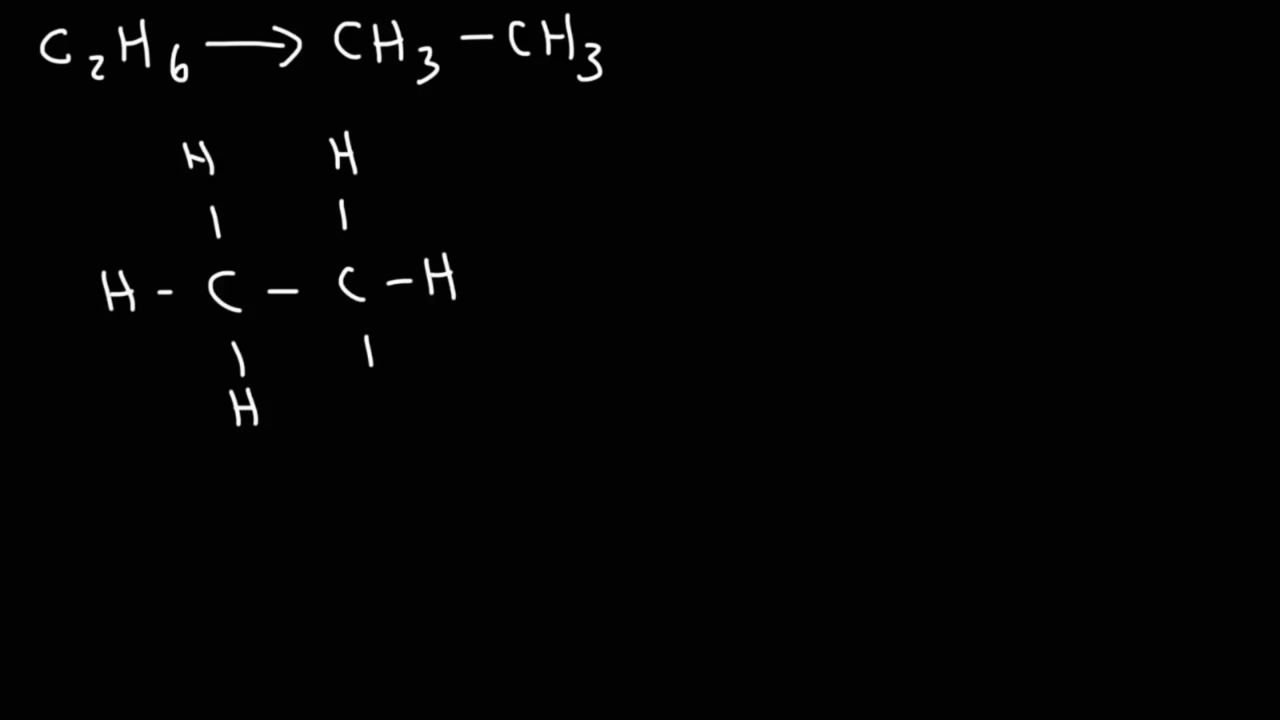 C2H6 → CH3 – CH3
H H
| |
H - C – C – H
| |
H